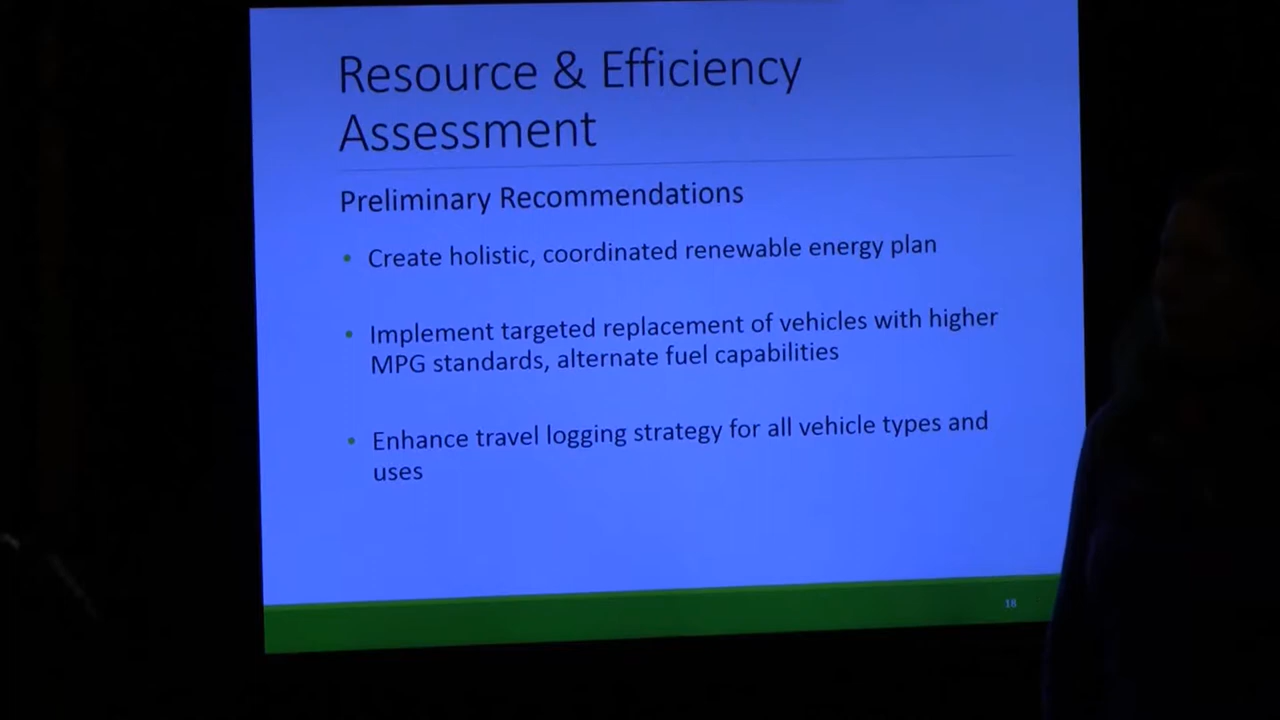 Resource & Efficiency
Assessment
Preliminary Recommendations
• Create holistic, coordinated renewable energy plan
• Implement targeted replacement of vehicles with higher
MPG standards, alternate fuel capabilities
• Enhance travel logging strategy for all vehicle types and
uses
18